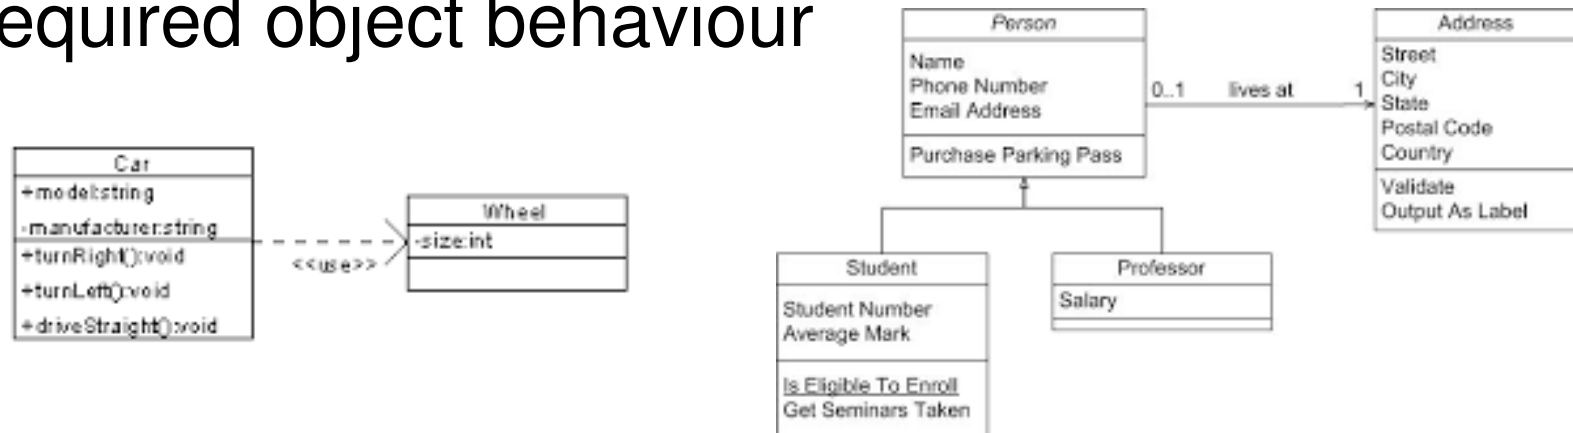 equired object behaviour
Car
+model:string
-manufacturer:string
+turnRight():void
+turnLeft():void
+driveStraight():void
<<use>>
Wheel
-size:int
Person
Name
Phone Number
Email Address
Purchase Parking Pass
0..1 lives at 1
Address
Street
City
State
Postal Code
Country
Validate
Output As Label
Student
Student Number
Average Mark
Is Eligible To Enroll
Get Seminars Taken
Professor
Salary